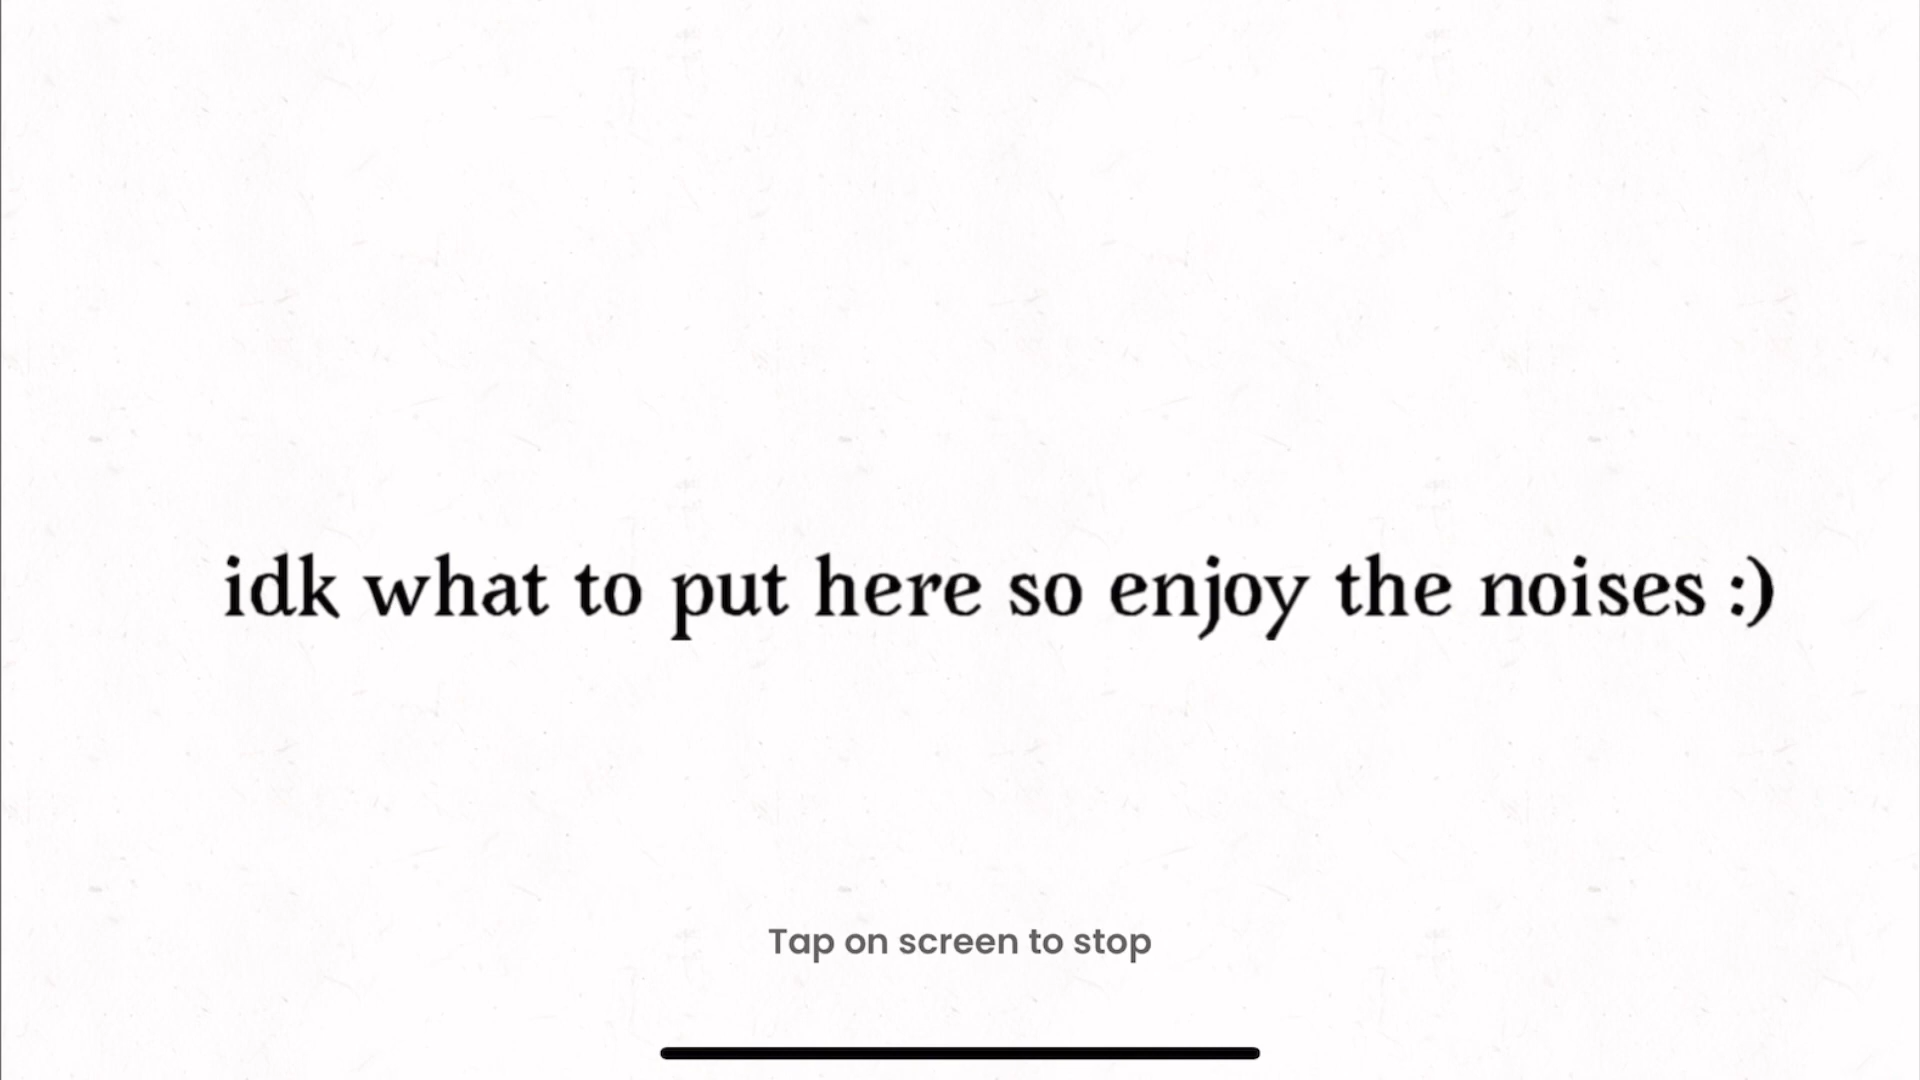 idk what to put here so enjoy the noises :)
Tap on screen to stop